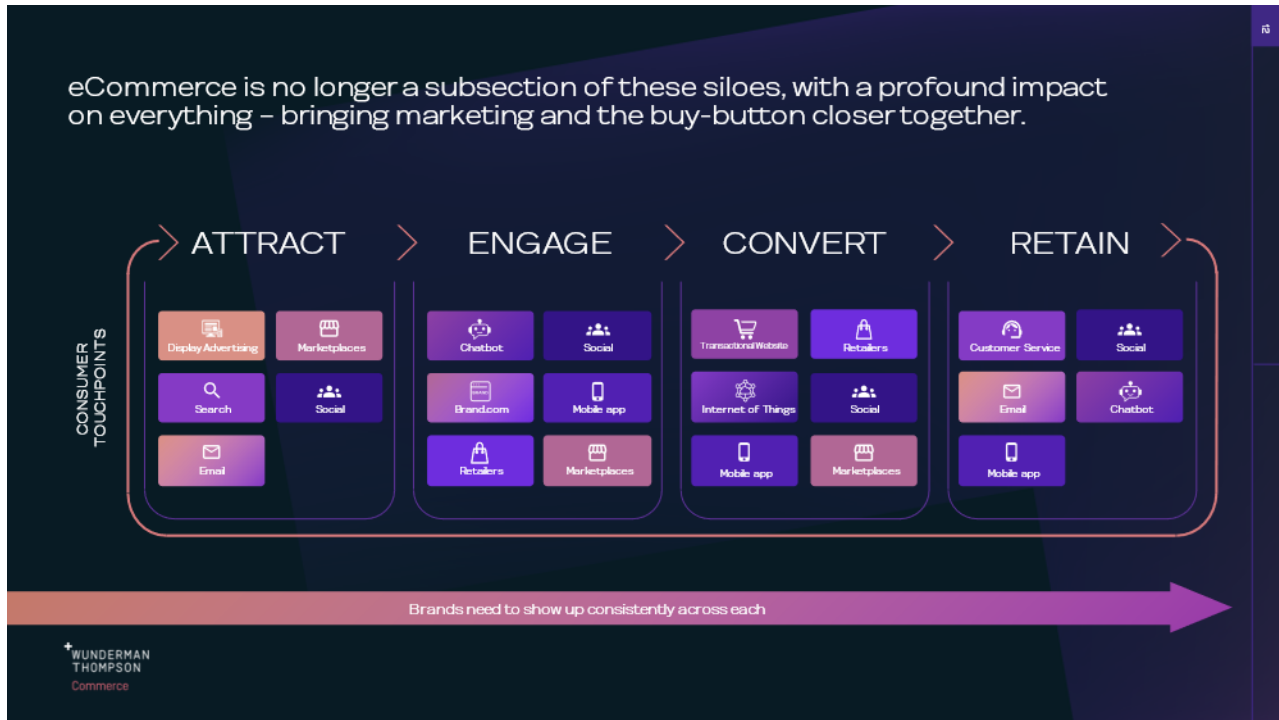 eCommerce is no longer a subsection of these siloes, with a profound impact
on everything – bringing marketing and the buy-button closer together.
ATTRACT
ENGAGE
CONVERT
RETAIN
CONSUMER
TOUCHPOINTS
Display Advertising
Marketplaces
Search
Social
Email
Chatbot
Social
Brand.com
Mobile app
Retailers
Marketplaces
Transactional Website
Retailers
Internet of Things
Social
Mobile app
Marketplaces
Customer Service
Social
Email
Chatbot
Mobile app
Brands need to show up consistently across each
WUNDERMAN
THOMPSON
Commerce